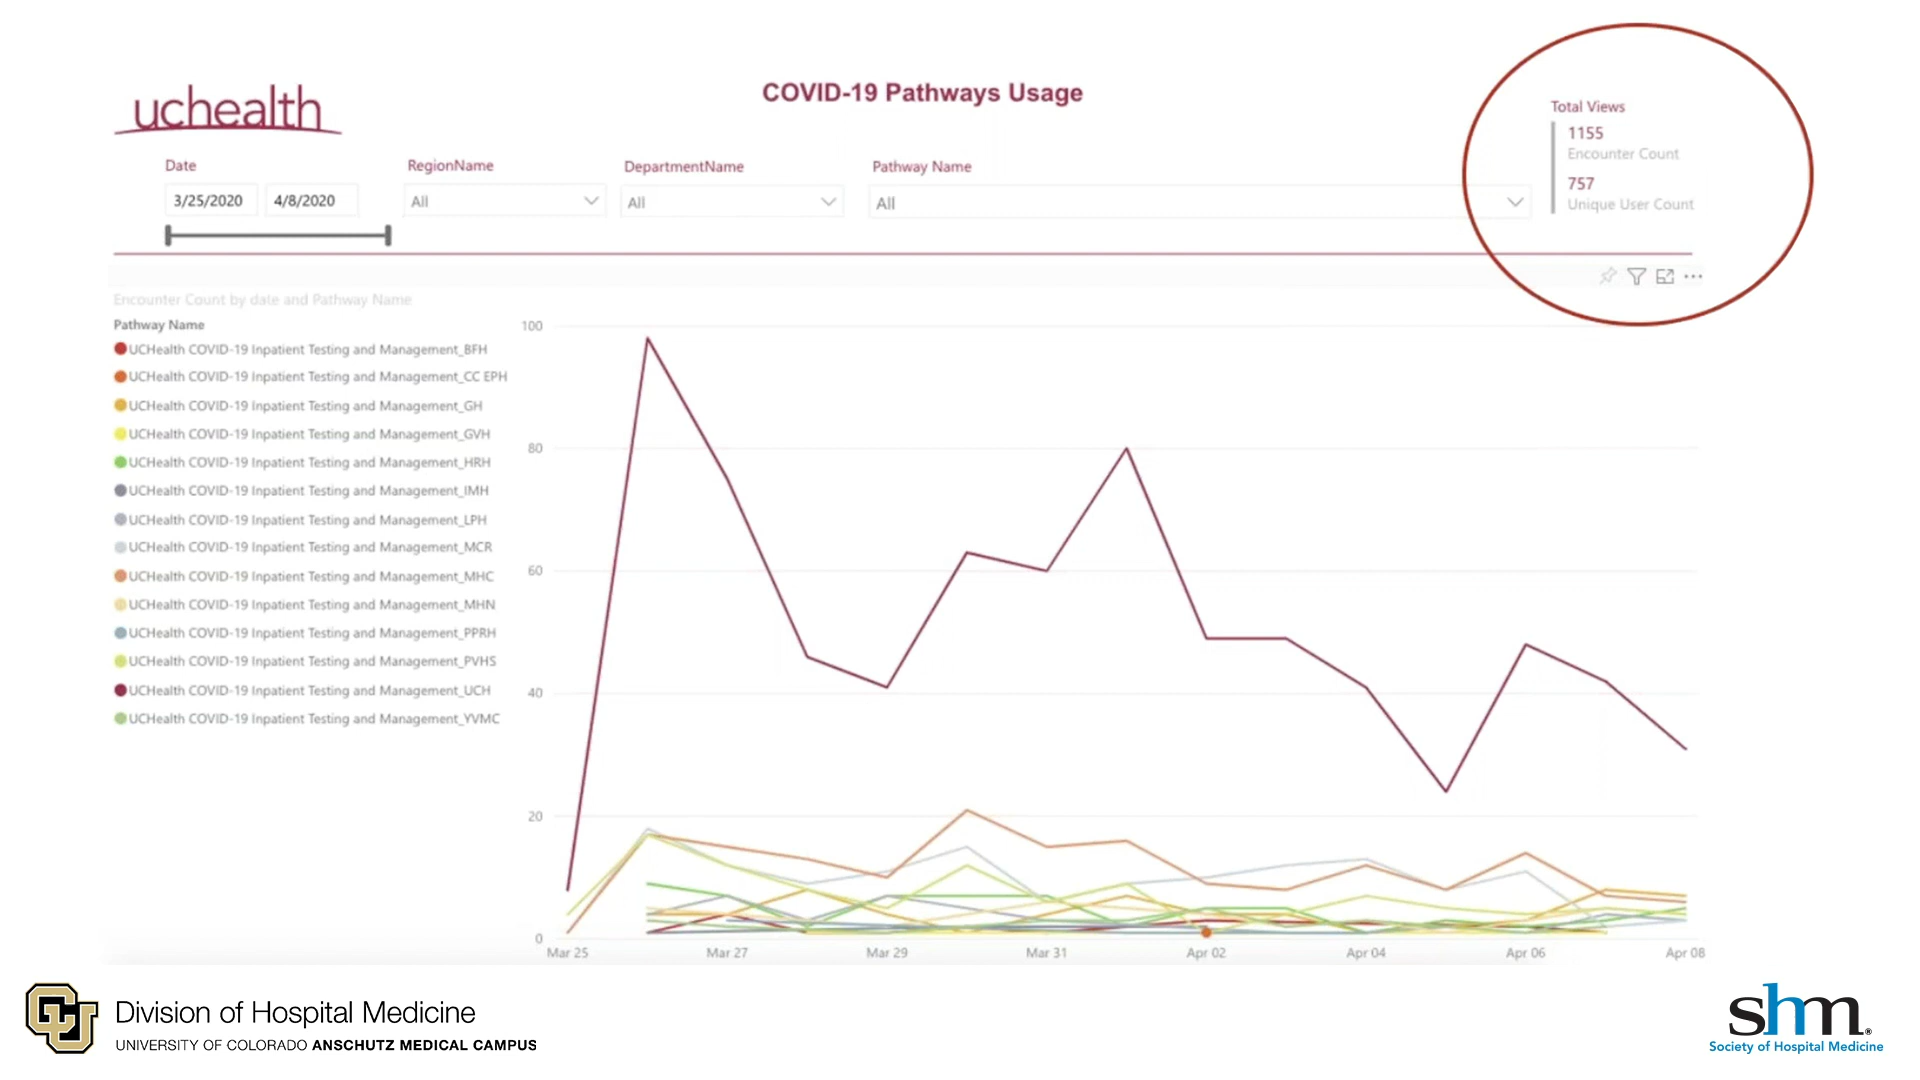 uchealth
COVID-19 Pathways Usage
Total Views
1155
Encounter Count
757
Unique User Count
Date
RegionName
DepartmentName
Pathway Name
3/25/2020
4/8/2020
All
All
All
Encounter Count by date and Pathway Name
Pathway Name
UCHealth COVID-19 Inpatient Testing and Management_BFH
UCHealth COVID-19 Inpatient Testing and Management_CC EPH
UCHealth COVID-19 Inpatient Testing and Management_GH
UCHealth COVID-19 Inpatient Testing and Management_GVH
UCHealth COVID-19 Inpatient Testing and Management_HRH
UCHealth COVID-19 Inpatient Testing and Management_IMH
UCHealth COVID-19 Inpatient Testing and Management_LPH
UCHealth COVID-19 Inpatient Testing and Management_MCR
UCHealth COVID-19 Inpatient Testing and Management_MHC
UCHealth COVID-19 Inpatient Testing and Management_MHN
UCHealth COVID-19 Inpatient Testing and Management_PPRH
UCHealth COVID-19 Inpatient Testing and Management_PVHS
UCHealth COVID-19 Inpatient Testing and Management_UCH
UCHealth COVID-19 Inpatient Testing and Management_YVMC
100
80
60
40
20
0
Mar 25
Mar 27
Mar 29
Mar 31
Apr 02
Apr 04
Apr 06
Apr 08
CU
Division of Hospital Medicine
UNIVERSITY OF COLORADO ANSCHUTZ MEDICAL CAMPUS
shm®
Society of Hospital Medicine